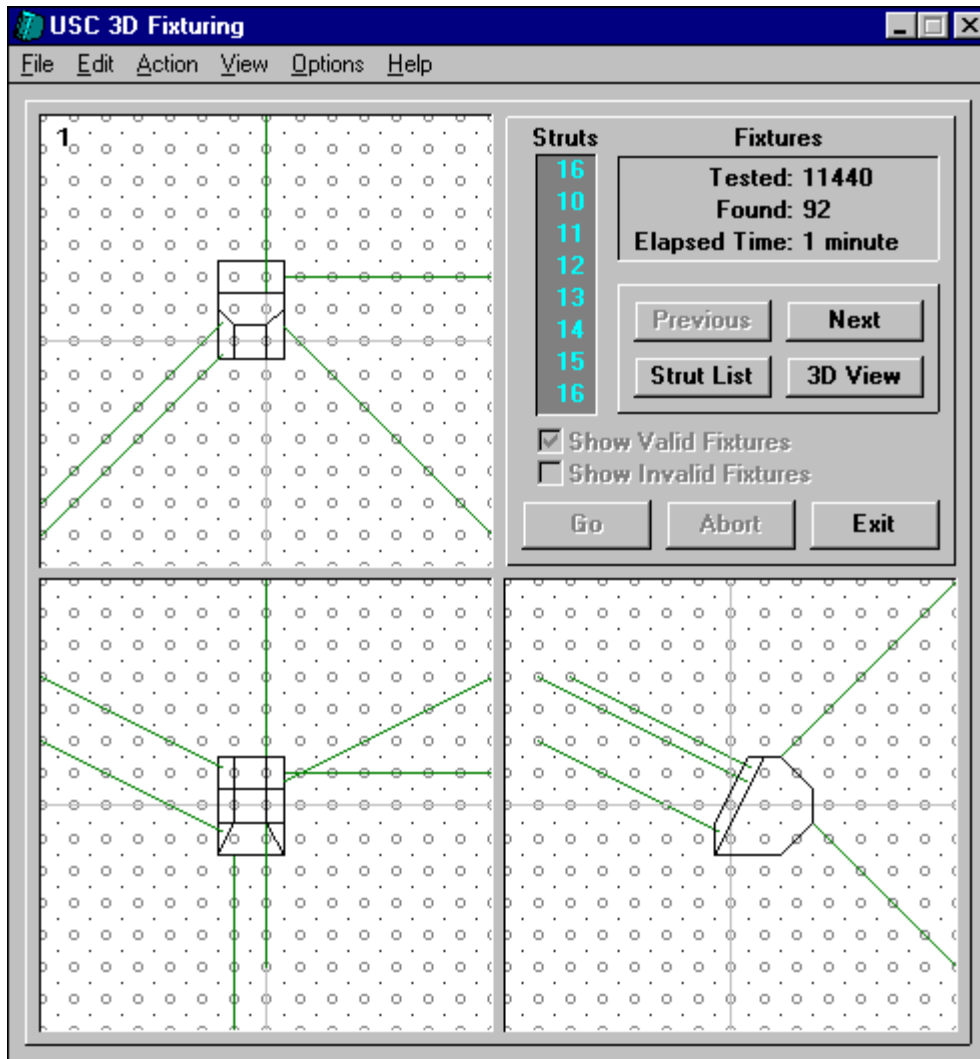 USC 3D Fixturing
File Edit Action View Options Help
1
Struts
16
10
11
12
13
14
15
16
Fixtures
Tested: 11440
Found: 92
Elapsed Time: 1 minute
Previous Next
Strut List 3D View
Show Valid Fixtures
Show Invalid Fixtures
Go Abort Exit